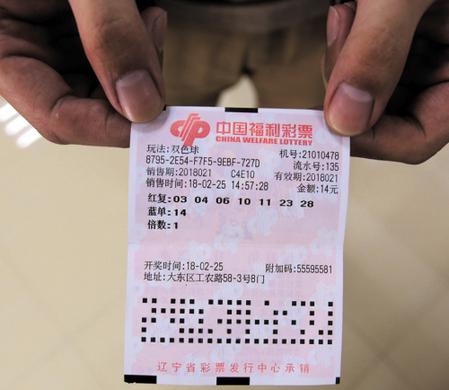 中国福利彩票
CHINA WELFARE LOTTERY
玩法:双色球 机号:21010478
8795-2E54-F7F5-9EBF-727D 流水号:135
销售期:2018021 C4E10 有效期:2018021
销售时间:18-02-25 14:57:28 金额:14元
红复:03 04 06 10 11 23 28
蓝单:14
倍数:1
开奖时间:18-02-25 附加码:55595581
地址:大东区工农路58-3号8门
辽宁省彩票发行中心承销